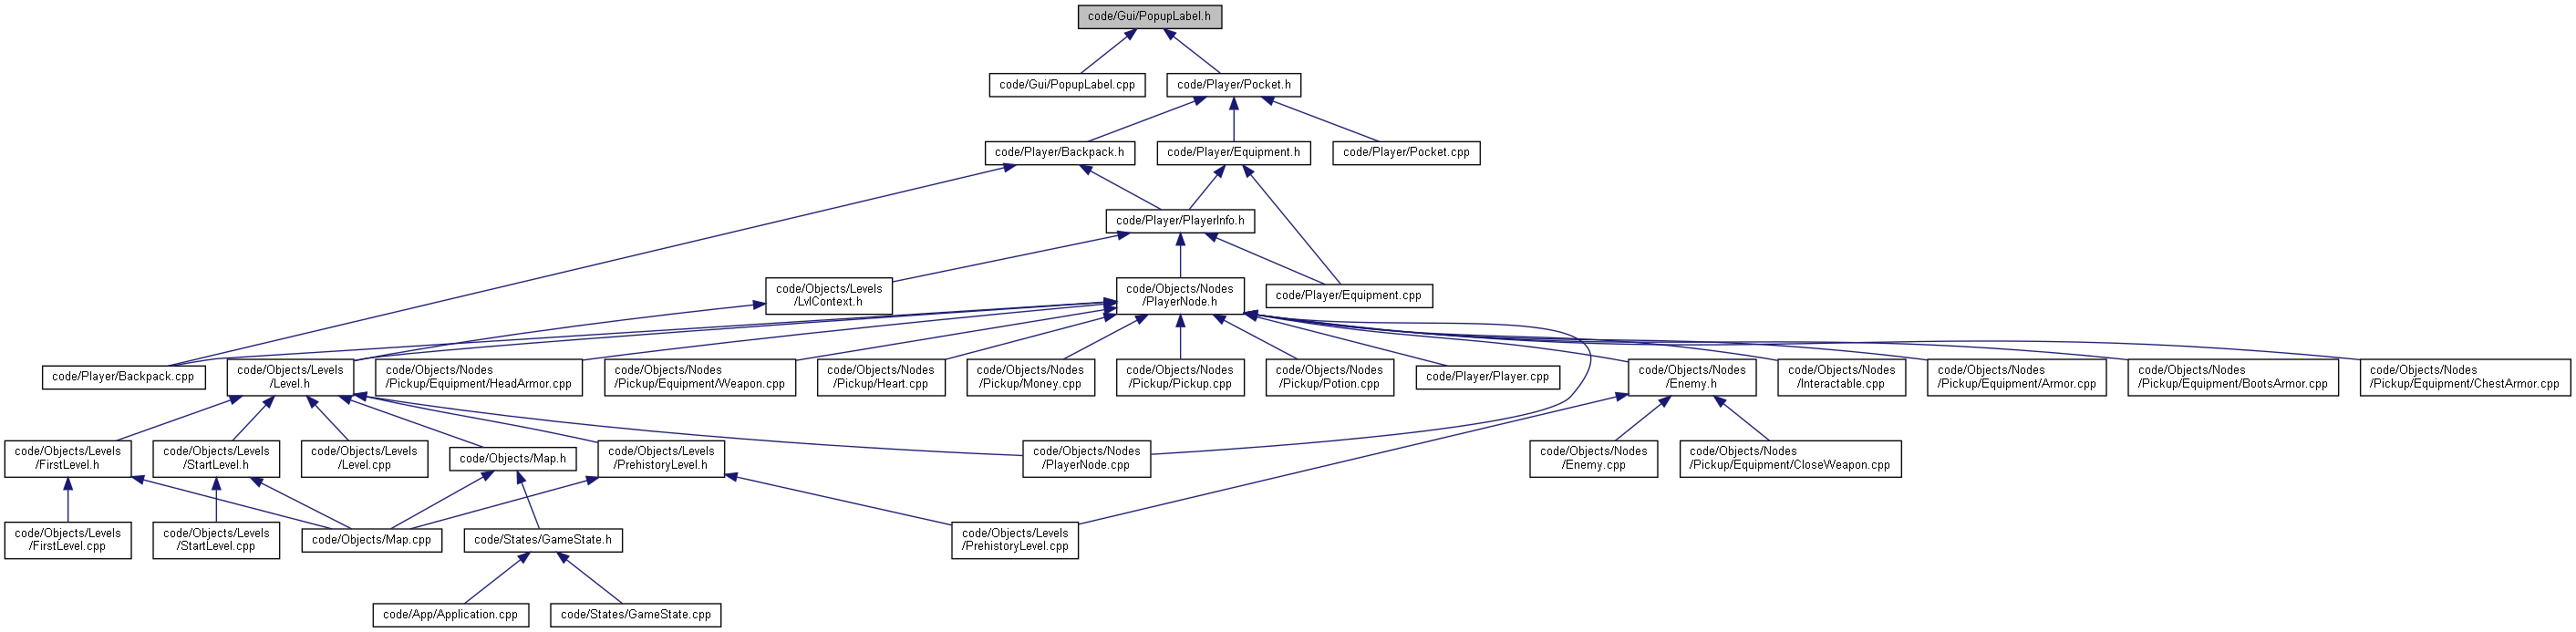 code/Gui/PopupLabel.h
code/Gui/PopupLabel.cpp
code/Player/Pocket.h
code/Player/Backpack.h
code/Player/Equipment.h
code/Player/Pocket.cpp
code/Player/PlayerInfo.h
code/Objects/Levels
/LvlContext.h
code/Objects/Nodes
/PlayerNode.h
code/Player/Equipment.cpp
code/Player/Backpack.cpp
code/Objects/Levels
/Level.h
code/Objects/Nodes
/Pickup/Equipment/HeadArmor.cpp
code/Objects/Nodes
/Pickup/Equipment/Weapon.cpp
code/Objects/Nodes
/Pickup/Heart.cpp
code/Objects/Nodes
/Pickup/Money.cpp
code/Objects/Nodes
/Pickup/Pickup.cpp
code/Objects/Nodes
/Pickup/Potion.cpp
code/Player/Player.cpp
code/Objects/Nodes
/Enemy.h
code/Objects/Nodes
/Interactable.cpp
code/Objects/Nodes
/Pickup/Equipment/Armor.cpp
code/Objects/Nodes
/Pickup/Equipment/BootsArmor.cpp
code/Objects/Nodes
/Pickup/Equipment/ChestArmor.cpp
code/Objects/Levels
/FirstLevel.h
code/Objects/Levels
/StartLevel.h
code/Objects/Levels
/Level.cpp
code/Objects/Map.h
code/Objects/Levels
/PrehistoryLevel.h
code/Objects/Nodes
/PlayerNode.cpp
code/Objects/Nodes
/Enemy.cpp
code/Objects/Nodes
/Pickup/Equipment/CloseWeapon.cpp
code/Objects/Levels
/FirstLevel.cpp
code/Objects/Levels
/StartLevel.cpp
code/Objects/Map.cpp
code/States/GameState.h
code/Objects/Levels
/PrehistoryLevel.cpp
code/App/Application.cpp
code/States/GameState.cpp